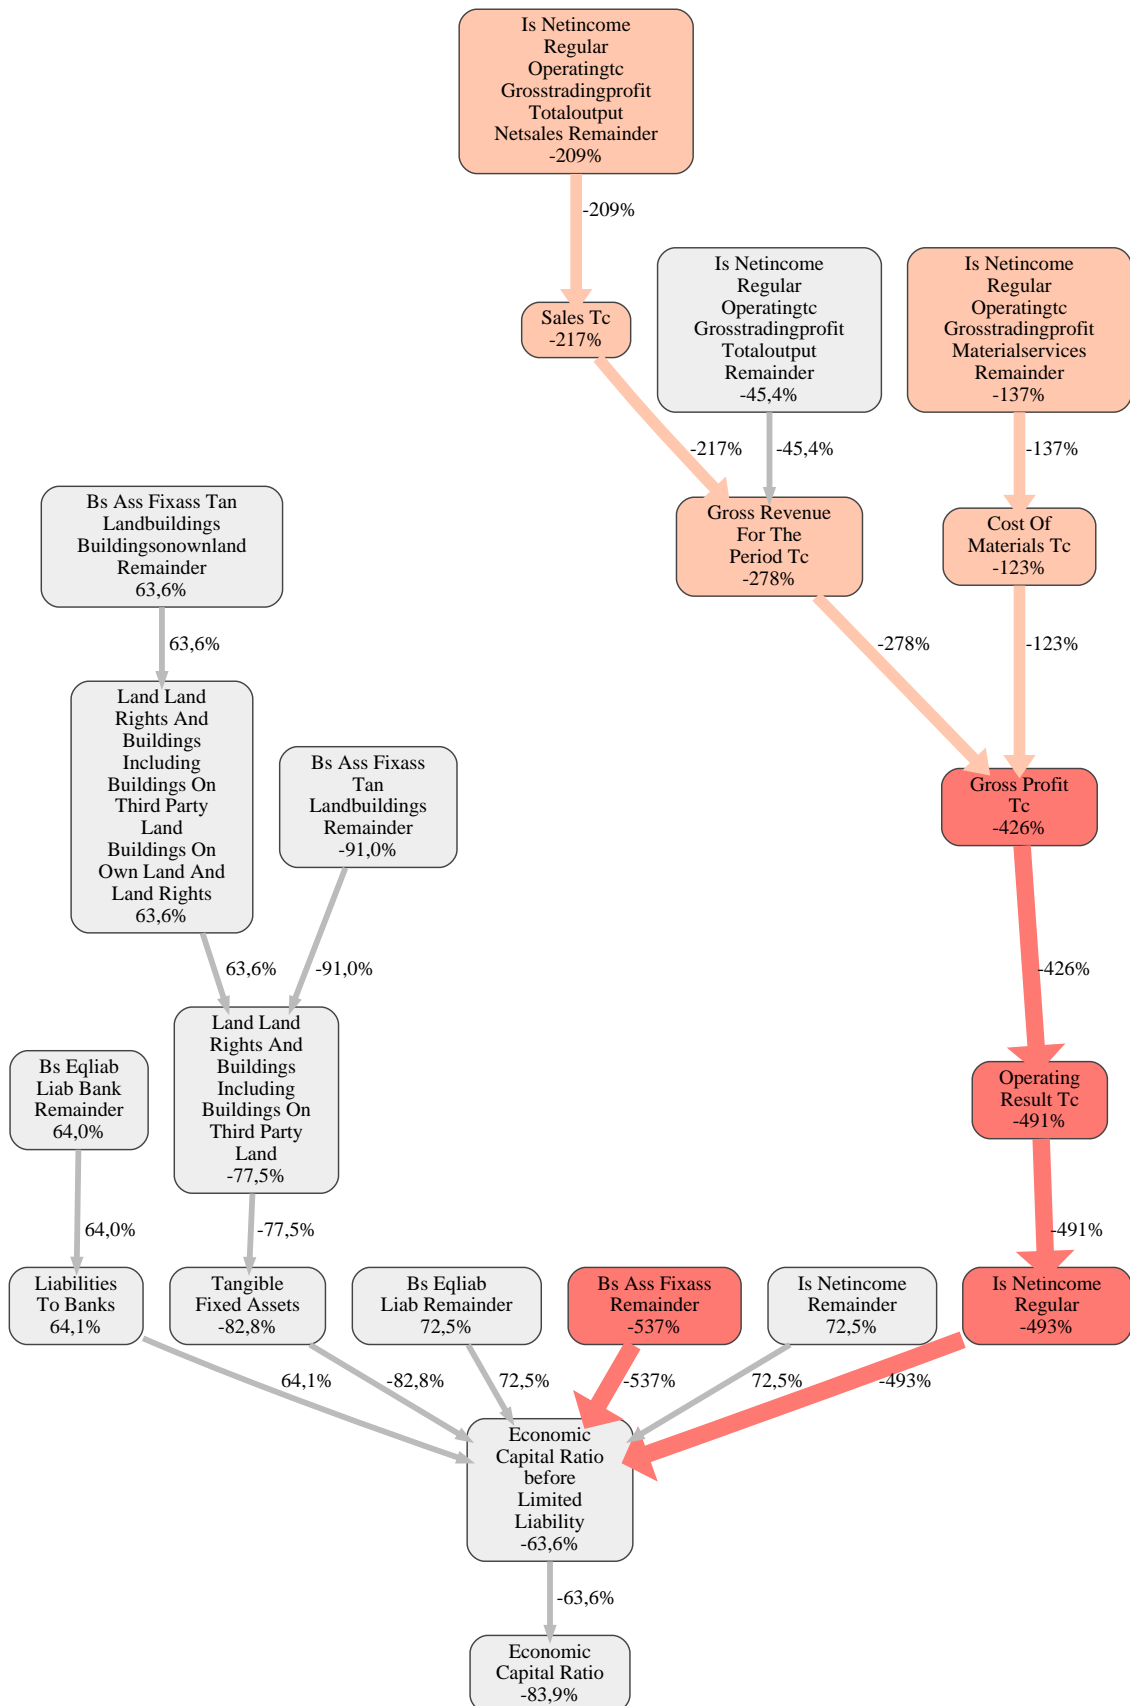 Is Netincome
Regular
Operatingtc
Grosstradingprofit
Totaloutput
Netsales Remainder
-209%
-209%
Sales Tc
-217%
Is Netincome
Regular
Operatingtc
Grosstradingprofit
Totaloutput
Remainder
-45,4%
Is Netincome
Regular
Operatingtc
Grosstradingprofit
Materialservices
Remainder
-137%
-217%
-45,4%
-137%
Bs Ass Fixass Tan
Landbuildings
Buildingsonownland
Remainder
63,6%
Gross Revenue
For The
Period Tc
-278%
Cost Of
Materials Tc
-123%
63,6%
-278%
-123%
Land Land
Rights And
Buildings
Including
Buildings On
Third Party
Land
Buildings On
Own Land And
Land Rights
63,6%
Bs Ass Fixass
Tan
Landbuildings
Remainder
-91,0%
Gross Profit
Tc
-426%
63,6%
-91,0%
-426%
Bs Eqliab
Liab Bank
Remainder
64,0%
Land Land
Rights And
Buildings
Including
Buildings On
Third Party
Land
-77,5%
Operating
Result Tc
-491%
64,0%
-77,5%
-491%
Liabilities
To Banks
64,1%
Tangible
Fixed Assets
-82,8%
Bs Eqliab
Liab Remainder
72,5%
Bs Ass Fixass
Remainder
-537%
Is Netincome
Remainder
72,5%
Is Netincome
Regular
-493%
64,1%
-82,8%
72,5%
-537%
72,5%
-493%
Economic
Capital Ratio
before
Limited
Liability
-63,6%
-63,6%
Economic
Capital Ratio
-83,9%